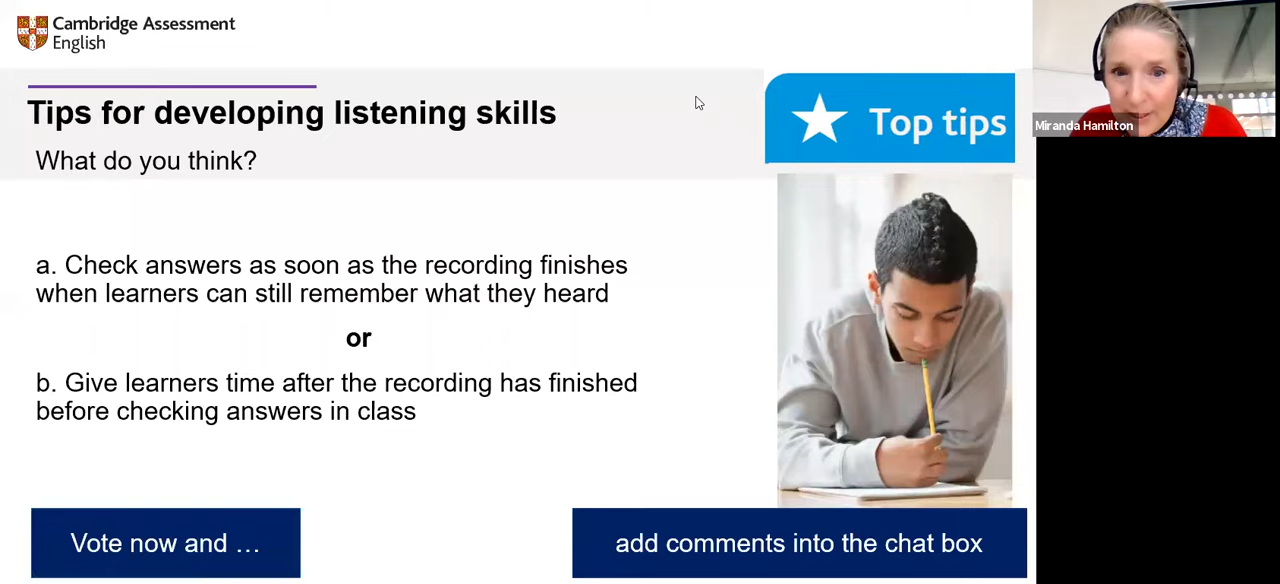 Cambridge Assessment
English
Tips for developing listening skills
What do you think?
Top tips
Miranda Hamilton
a. Check answers as soon as the recording finishes
when learners can still remember what they heard
or
b. Give learners time after the recording has finished
before checking answers in class
Vote now and …
add comments into the chat box